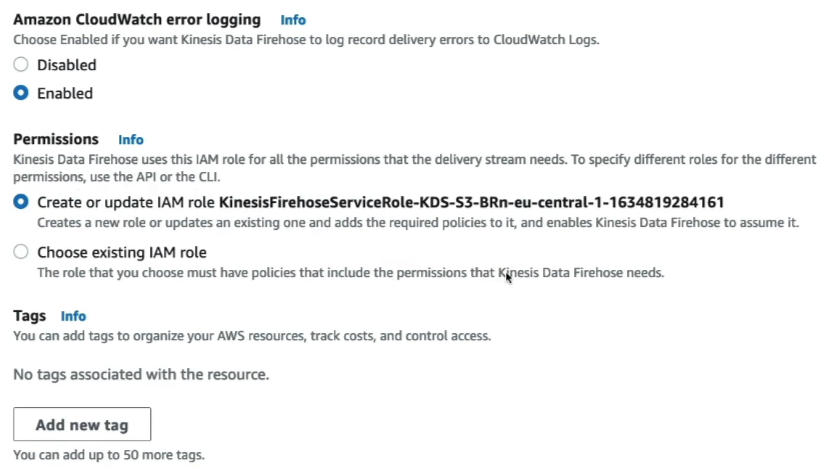 Amazon CloudWatch error logging Info
Choose Enabled if you want Kinesis Data Firehose to log record delivery errors to CloudWatch Logs.
Disabled
Enabled
Permissions Info
Kinesis Data Firehose uses this IAM role for all the permissions that the delivery stream needs. To specify different roles for the different
permissions, use the API or the CLI.
Create or update IAM role KinesisFirehoseServiceRole-KDS-S3-BRn-eu-central-1-1634819284161
Creates a new role or updates an existing one and adds the required policies to it, and enables Kinesis Data Firehose to assume it.
Choose existing IAM role
The role that you choose must have policies that include the permissions that Kinesis Data Firehose needs.
Tags Info
You can add tags to organize your AWS resources, track costs, and control access.
No tags associated with the resource.
Add new tag
You can add up to 50 more tags.